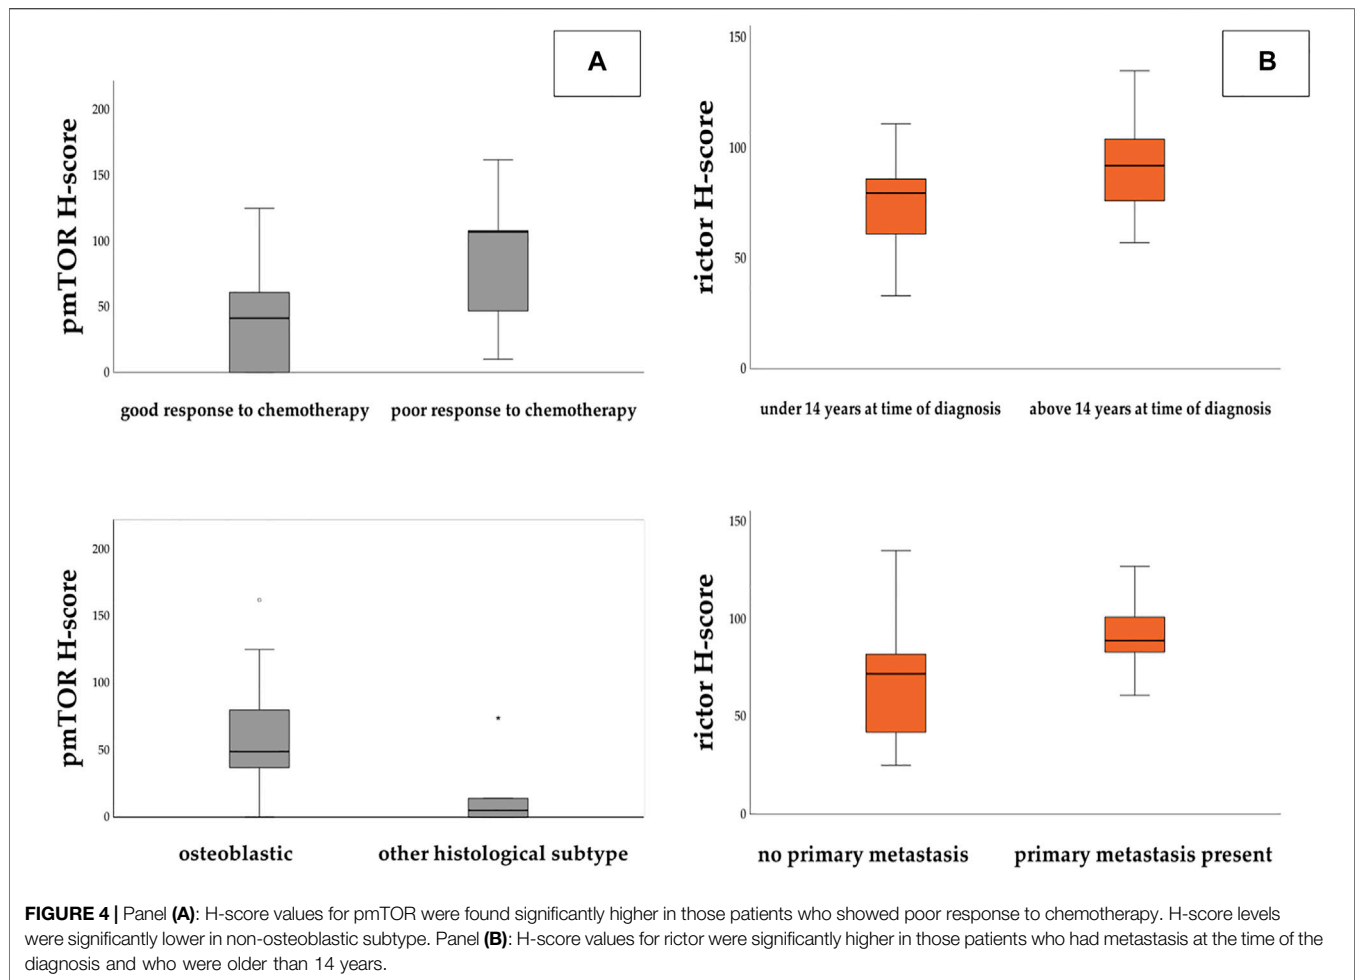 A
pmTOR H-score
200
150
100
50
0
good response to chemotherapy poor response to chemotherapy
B
rictor H-score
150
100
50
0
under 14 years at time of diagnosis above 14 years at time of diagnosis
pmTOR H-score
200
150
100
50
0
osteoblastic other histological subtype
rictor H-score
150
100
50
0
no primary metastasis primary metastasis present
FIGURE 4 | Panel (A): H-score values for pmTOR were found significantly higher in those patients who showed poor response to chemotherapy. H-score levels
were significantly lower in non-osteoblastic subtype. Panel (B): H-score values for rictor were significantly higher in those patients who had metastasis at the time of the
diagnosis and who were older than 14 years.